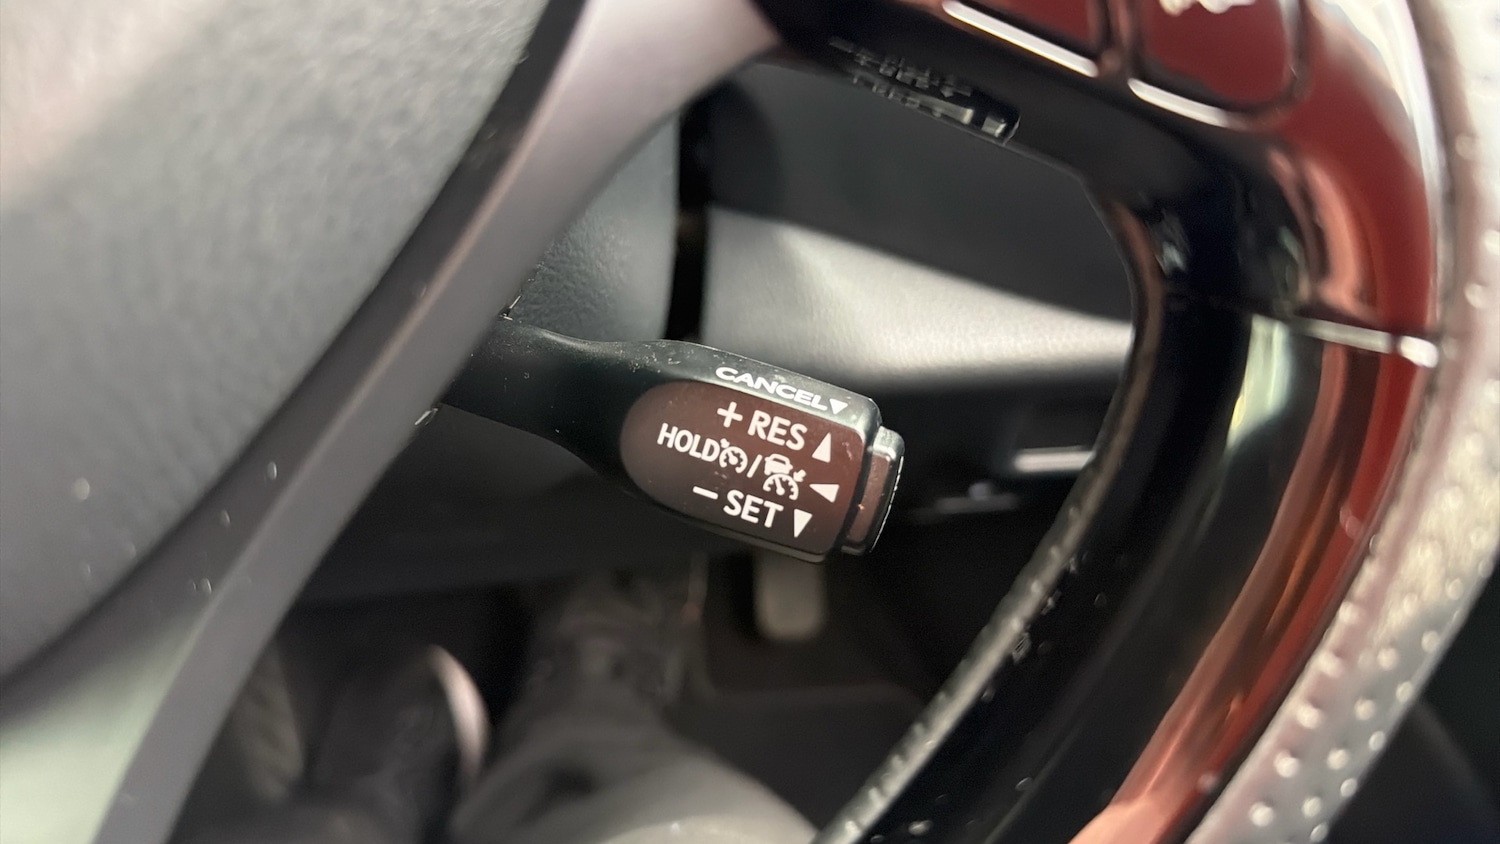 CANCEL▼
+ RES ▲
HOLD / ◀
− SET ▼